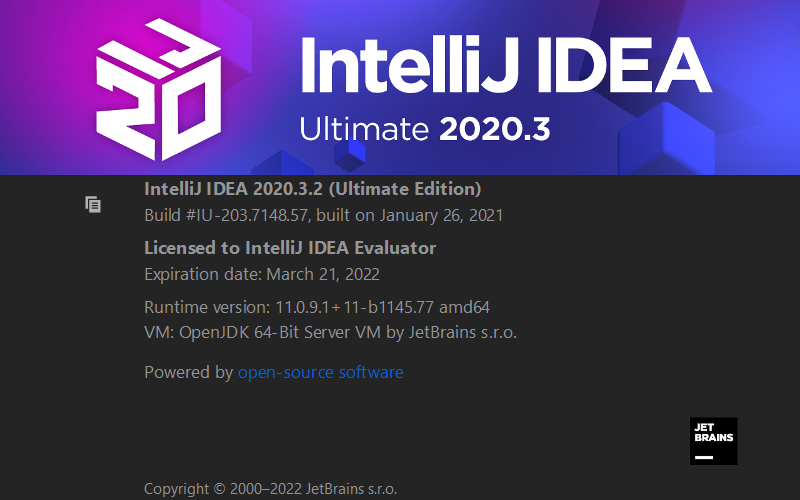 IJ
20
IntelliJ IDEA
Ultimate 2020.3
IntelliJ IDEA 2020.3.2 (Ultimate Edition)
Build #IU-203.7148.57, built on January 26, 2021
Licensed to IntelliJ IDEA Evaluator
Expiration date: March 21, 2022
Runtime version: 11.0.9.1+11-b1145.77 amd64
VM: OpenJDK 64-Bit Server VM by JetBrains s.r.o.
Powered by open-source software
JET
BRAINS
Copyright © 2000–2022 JetBrains s.r.o.